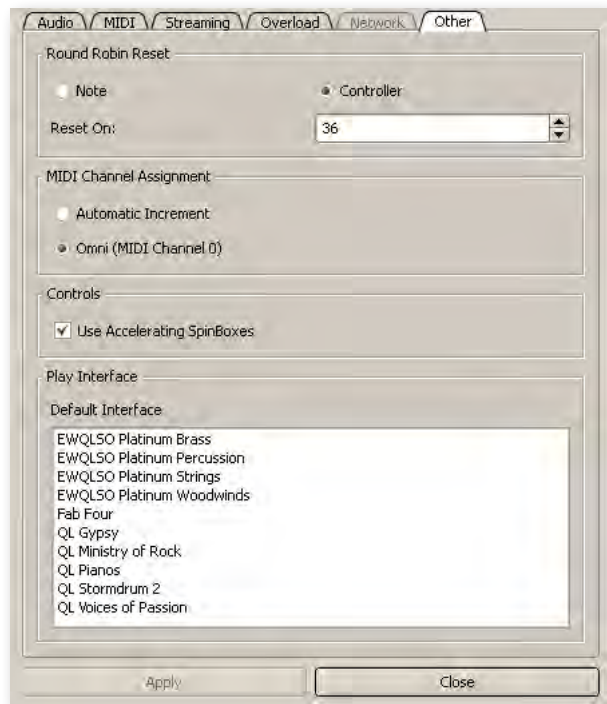 Audio MIDI Streaming Overload Network Other
Round Robin Reset
Note Controller
Reset On: 36
MIDI Channel Assignment
Automatic Increment
Omni (MIDI Channel 0)
Controls
Use Accelerating SpinBoxes
Play Interface
Default Interface
EWQLSO Platinum Brass
EWQLSO Platinum Percussion
EWQLSO Platinum Strings
EWQLSO Platinum Woodwinds
Fab Four
QL Gypsy
QL Ministry of Rock
QL Pianos
QL Stormdrum 2
QL Voices of Passion
Apply Close